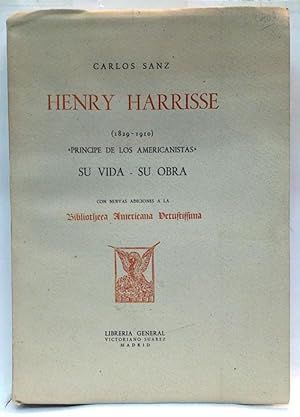 CARLOS SANZ
HENRY HARRISSE
(1829-1910)
«PRINCIPE DE LOS AMERICANISTAS»
SU VIDA - SU OBRA
CON NUEVAS ADICIONES A LA
Bibliotheca Americana Vetustissima
LIBRERIA GENERAL
VICTORIANO SUAREZ
MADRID